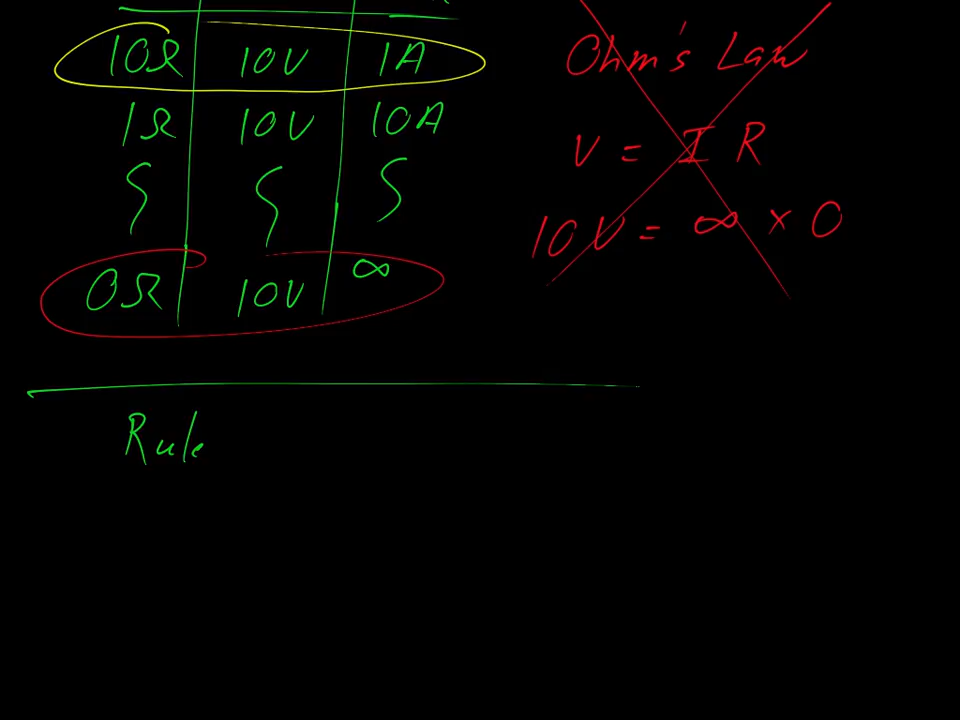 10Ω 10V 1A
1Ω 10V 10A
0Ω 10V ∞
Ohm's Law
V = I R
10V = ∞ × 0
Rule